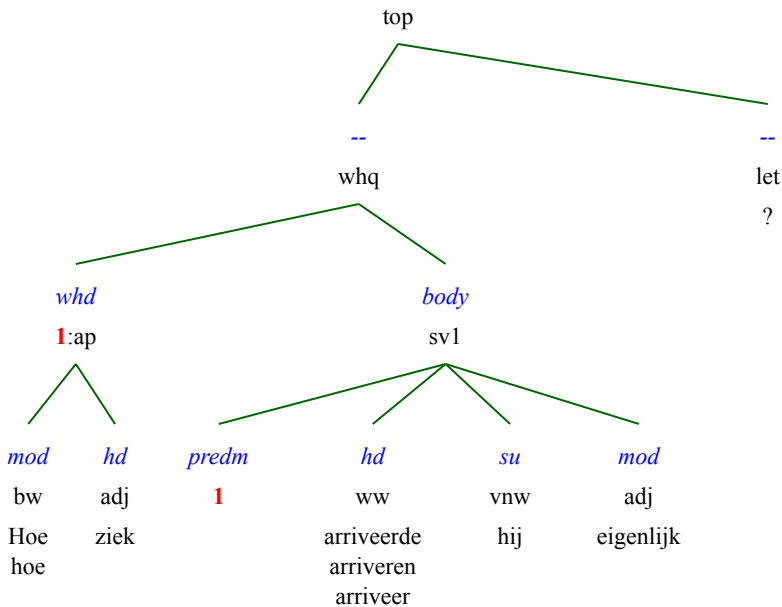 top
-- --
whq let
?
whd body
1:ap sv1
mod hd predm hd su mod
bw adj 1 ww vnw adj
Hoe ziek arriveerde hij eigenlijk
hoe arriveren
arriveer